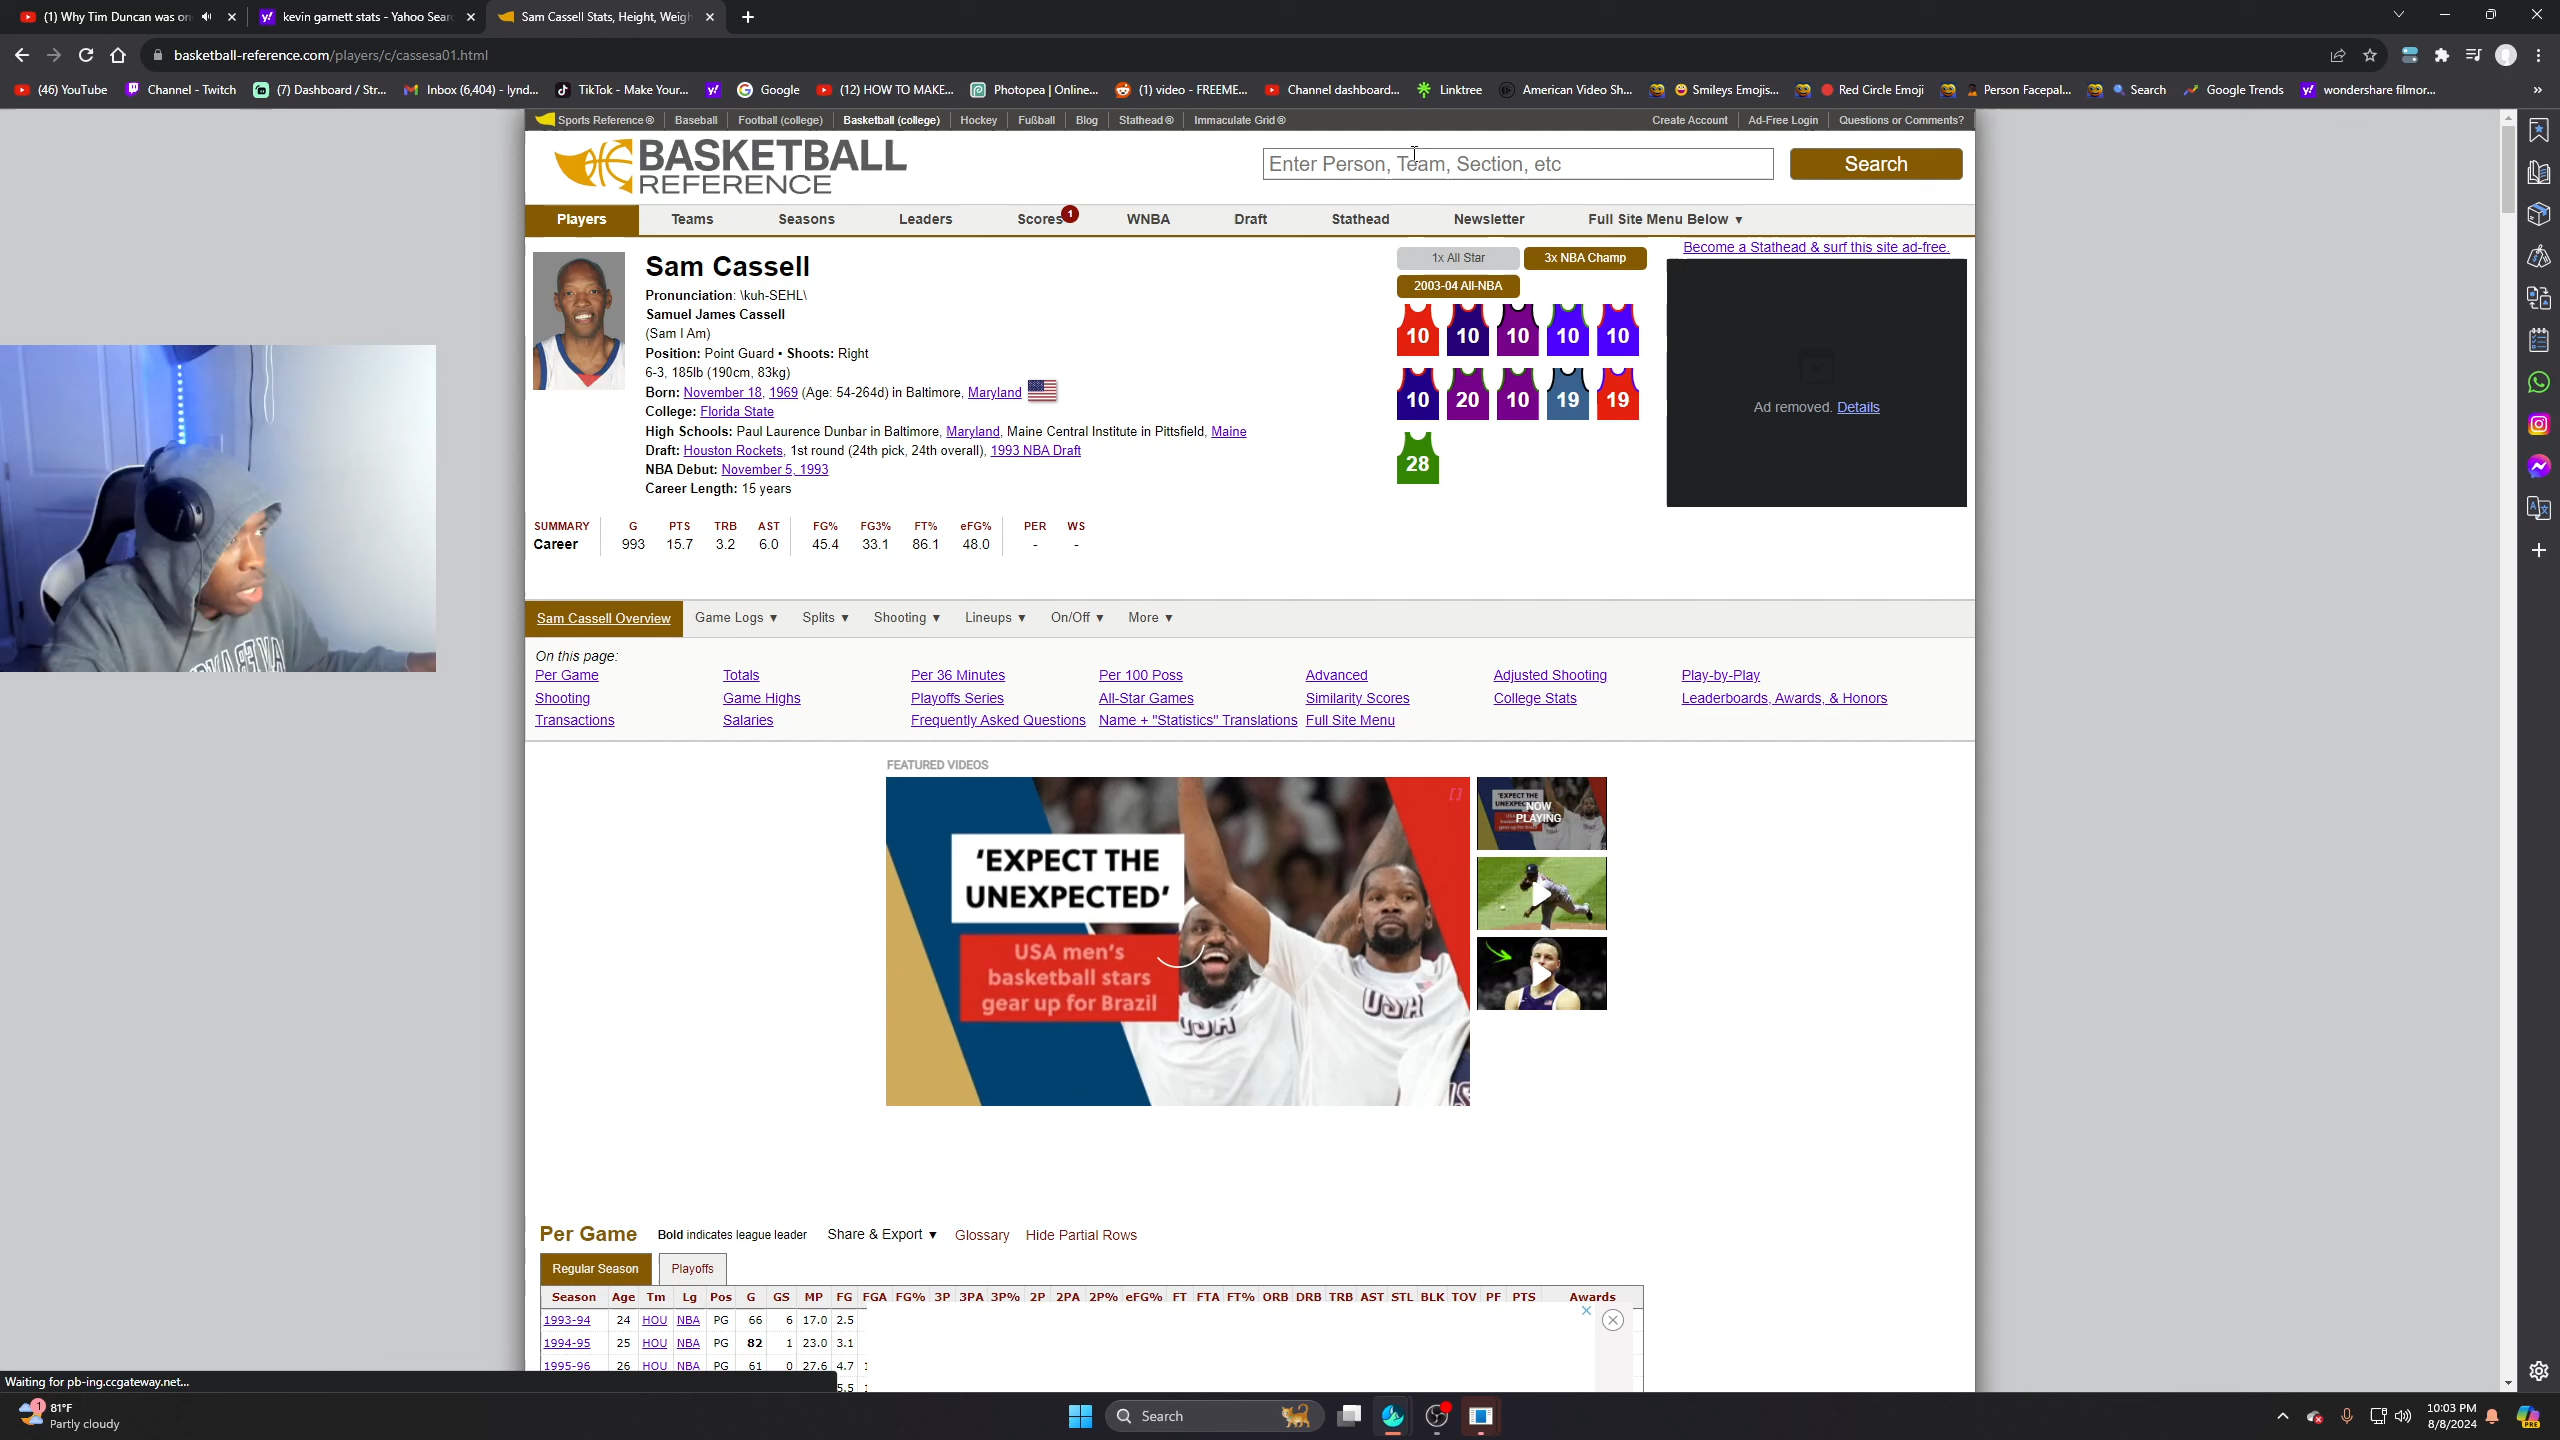 (1) Why Tim Duncan was on
kevin garnett stats - Yahoo Sear
Sam Cassell Stats, Height, Weigh
basketball-reference.com/players/c/cassesa01.html
(46) YouTube
Channel - Twitch
(7) Dashboard / Str...
Inbox (6,404) - lynd...
TikTok - Make Your...
Google
(12) HOW TO MAKE...
Photopea | Online...
(1) video - FREEME...
Channel dashboard...
Linktree
American Video Sh...
Smileys Emojis...
Red Circle Emoji
Person Facepal...
Search
Google Trends
wondershare filmor...
Sports Reference ®
Baseball
Football (college)
Basketball (college)
Hockey
Fußball
Blog
Stathead ®
Immaculate Grid ®
Create Account
Ad-Free Login
Questions or Comments?
BASKETBALL
REFERENCE
Enter Person, Team, Section, etc
Search
Players
Teams
Seasons
Leaders
Scores
1
WNBA
Draft
Stathead
Newsletter
Full Site Menu Below ▼
Become a Stathead & surf this site ad-free.
Sam Cassell
Pronunciation: \kuh-SEHL\
Samuel James Cassell
(Sam I Am)
Position: Point Guard ▪ Shoots: Right
6-3, 185lb (190cm, 83kg)
Born: November 18, 1969 (Age: 54-264d) in Baltimore, Maryland
College: Florida State
High Schools: Paul Laurence Dunbar in Baltimore, Maryland, Maine Central Institute in Pittsfield, Maine
Draft: Houston Rockets, 1st round (24th pick, 24th overall), 1993 NBA Draft
NBA Debut: November 5, 1993
Career Length: 15 years
1x All Star
3x NBA Champ
2003-04 All-NBA
10 10 10 10 10
10 20 10 19 19
28
Ad removed. Details
SUMMARY G PTS TRB AST FG% FG3% FT% eFG% PER WS
Career 993 15.7 3.2 6.0 45.4 33.1 86.1 48.0 - -
Sam Cassell Overview
Game Logs ▼
Splits ▼
Shooting ▼
Lineups ▼
On/Off ▼
More ▼
On this page:
Per Game Totals Per 36 Minutes Per 100 Poss Advanced Adjusted Shooting Play-by-Play
Shooting Game Highs Playoffs Series All-Star Games Similarity Scores College Stats Leaderboards, Awards, & Honors
Transactions Salaries Frequently Asked Questions Name + "Statistics" Translations Full Site Menu
FEATURED VIDEOS
'EXPECT THE
UNEXPECTED'
USA men's
basketball stars
gear up for Brazil
USA
USA
NOW
PLAYING
Per Game
Bold indicates league leader
Share & Export ▼
Glossary
Hide Partial Rows
Regular Season
Playoffs
Season Age Tm Lg Pos G GS MP FG FGA FG% 3P 3PA 3P% 2P 2PA 2P% eFG% FT FTA FT% ORB DRB TRB AST STL BLK TOV PF PTS Awards
1993-94 24 HOU NBA PG 66 6 17.0 2.5
1994-95 25 HOU NBA PG 82 1 23.0 3.1
1995-96 26 HOU NBA PG 61 0 27.6 4.7
5.5
Waiting for pb-ing.ccgateway.net...
1
81°F
Partly cloudy
Search
10:03 PM
8/8/2024
PRE